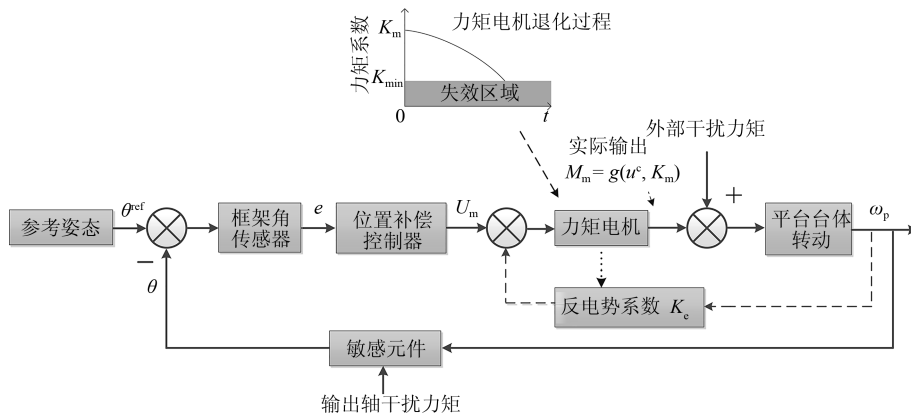 力矩电机退化过程
力矩系数
K_m
K_min
失效区域
0
t
外部干扰力矩
实际输出
M_m = g(u^c, K_m)
+
参考姿态
θ^ref
−
θ
框架角
传感器
e
位置补偿
控制器
U_m
力矩电机
平台台体
转动
ω_p
反电势系数 K_e
敏感元件
输出轴干扰力矩